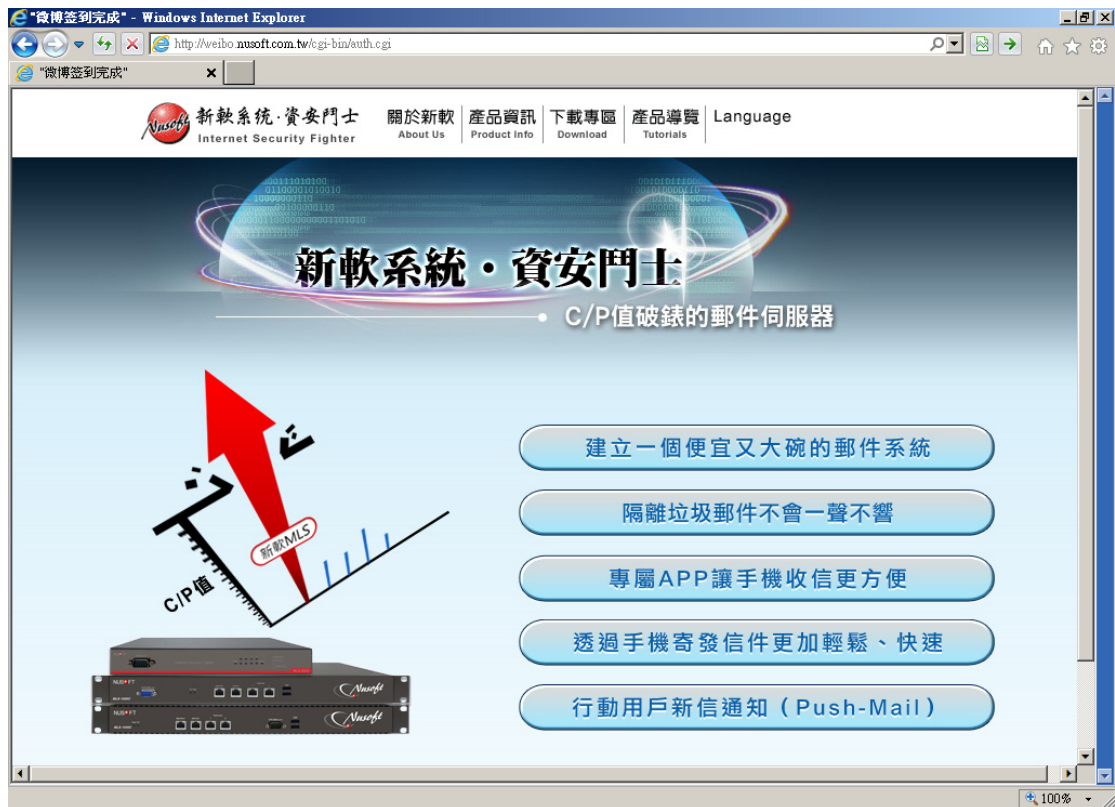 "微博签到完成" - Windows Internet Explorer
http://weibo.nusoft.com.tw/cgi-bin/auth.cgi
"微博签到完成"
Nusoft 新軟系統·資安鬥士
Internet Security Fighter
關於新軟 產品資訊 下載專區 產品導覽 Language
About Us Product Info Download Tutorials
新軟系統・資安鬥士
C/P值破錶的郵件伺服器
新軟MLS
C/P值
建立一個便宜又大碗的郵件系統
隔離垃圾郵件不會一聲不響
專屬APP讓手機收信更方便
透過手機寄發信件更加輕鬆、快速
行動用戶新信通知（Push-Mail）
NUSOFT
Nusoft
NUSOFT
Nusoft
100%